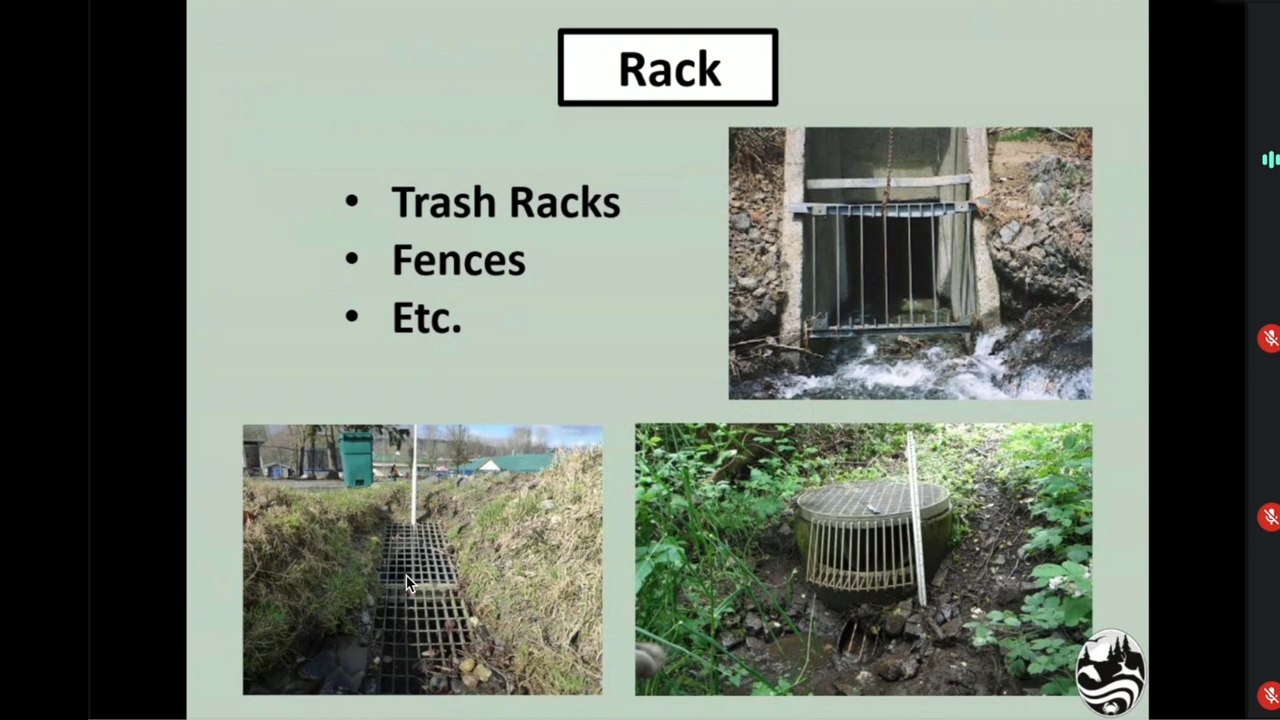 Rack
• Trash Racks
• Fences
• Etc.